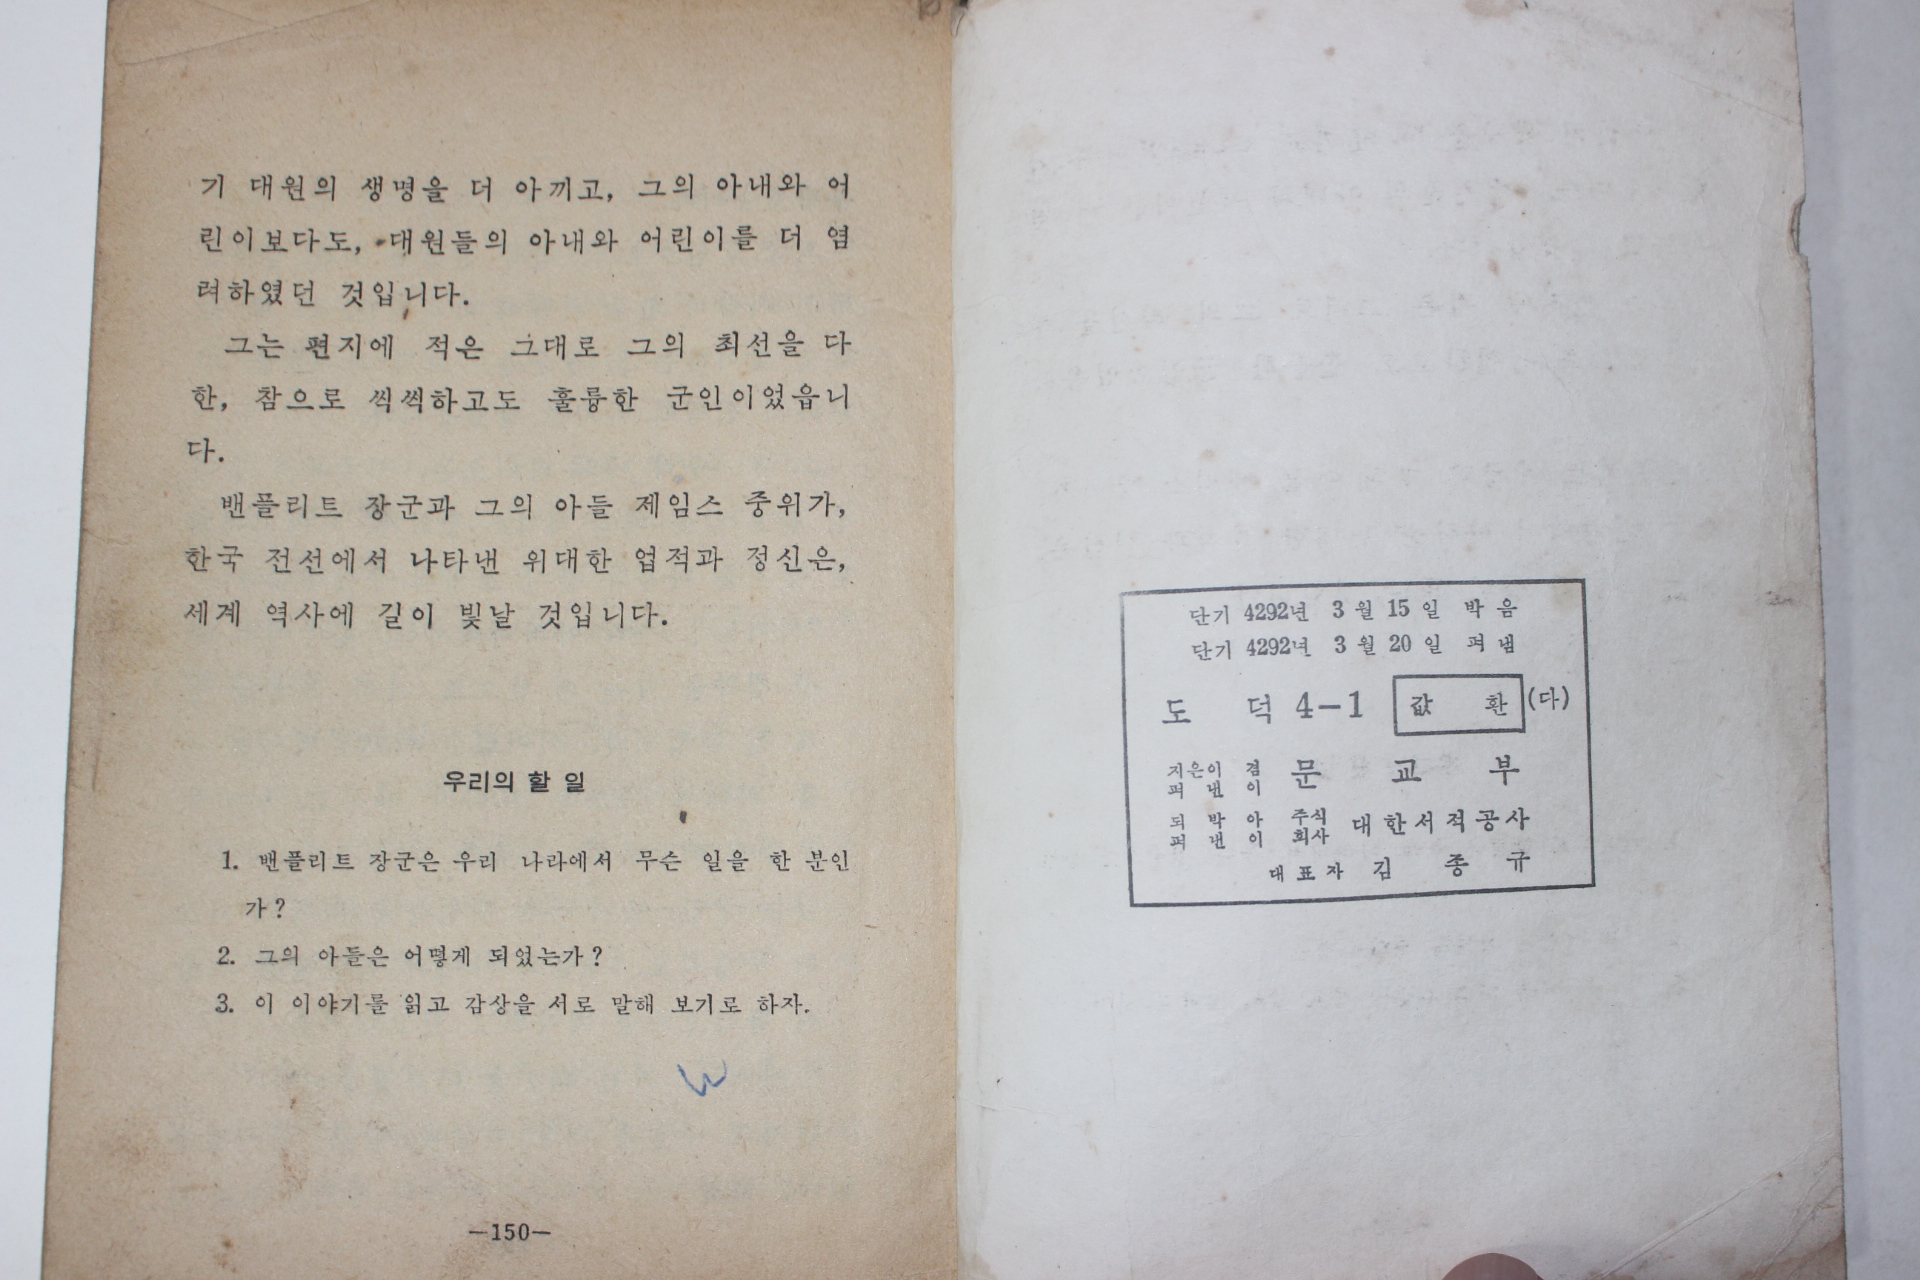 기 대원의 생명을 더 아끼고, 그의 아내와 어
린이보다도, 대원들의 아내와 어린이를 더 염
려하였던 것입니다.
그는 편지에 적은 그대로 그의 최선을 다
한, 참으로 씩씩하고도 훌륭한 군인이었읍니
다.
밴플리트 장군과 그의 아들 제임스 중위가,
한국 전선에서 나타낸 위대한 업적과 정신은,
세계 역사에 길이 빛날 것입니다.
우리의 할 일
1. 밴플리트 장군은 우리 나라에서 무슨 일을 한 분인
가?
2. 그의 아들은 어떻게 되었는가?
3. 이 이야기를 읽고 감상을 서로 말해 보기로 하자.
—150—
단기 4292년 3월 15일 박음
단기 4292년 3월 20일 펴냄
도 덕 4—1 값 환 (다)
지은이 겸 문 교 부
펴 낸 이
되 박 아 주식 대한서적공사
펴 낸 이 회사
대표자 김 종 규